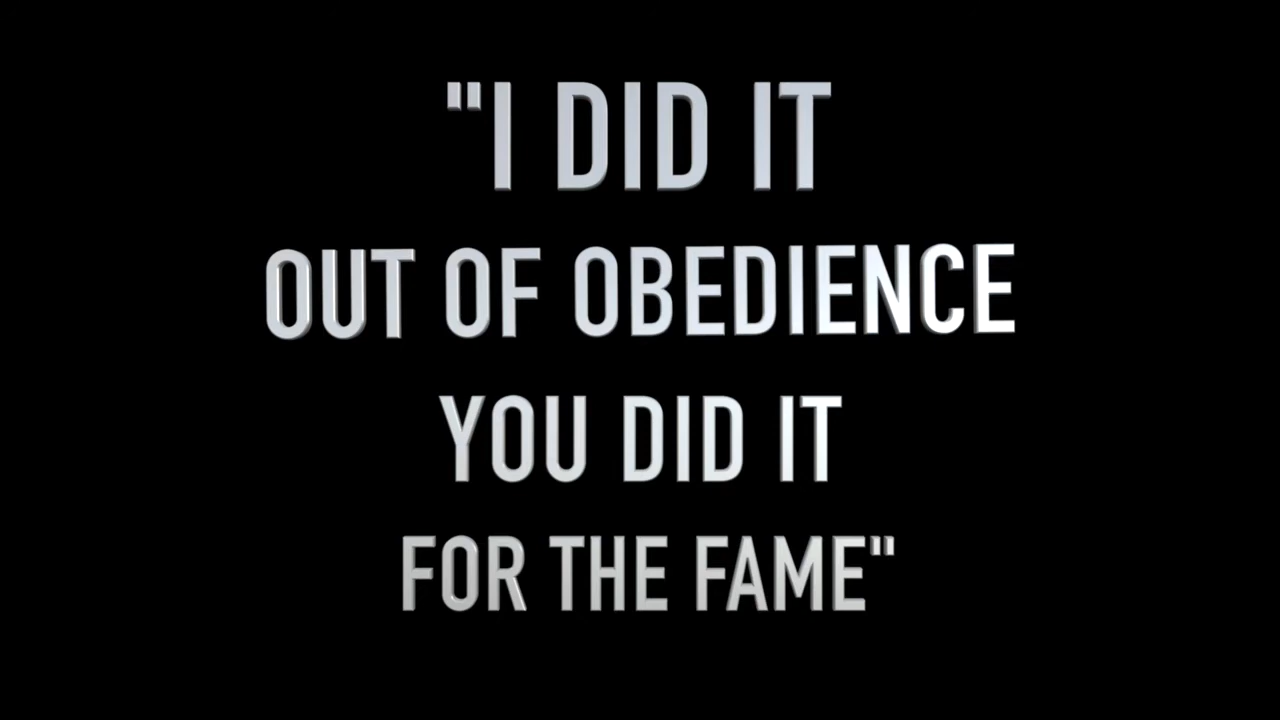 "I DID IT
OUT OF OBEDIENCE
YOU DID IT
FOR THE FAME"